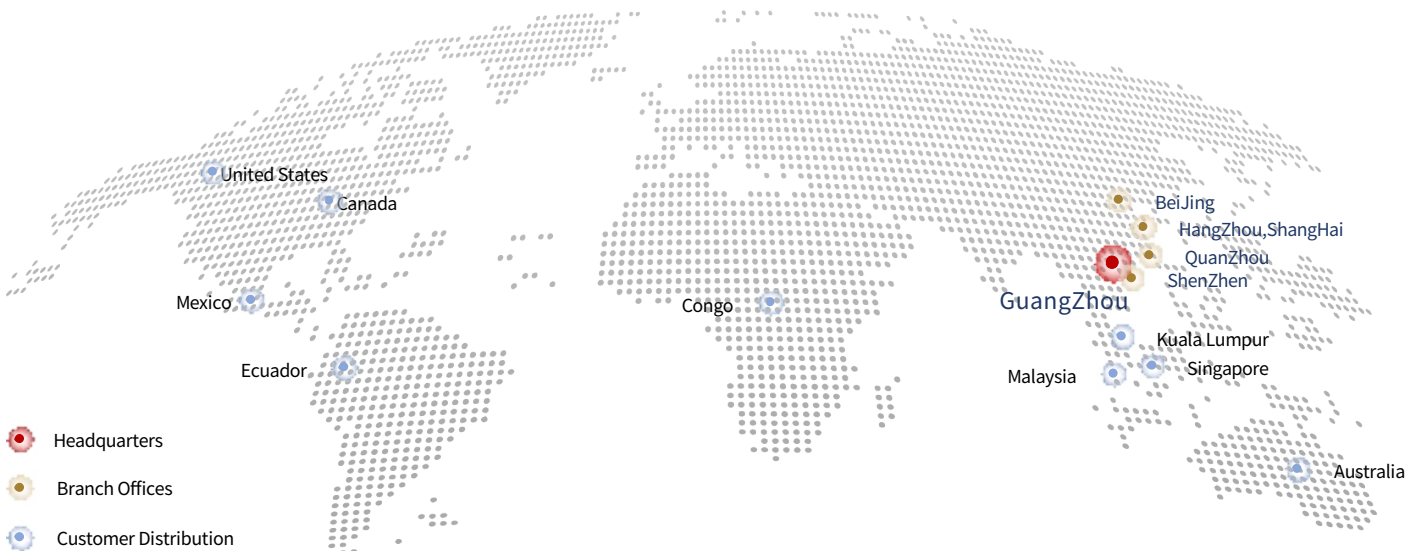 United States
Canada
BeiJing
HangZhou,ShangHai
QuanZhou
ShenZhen
GuangZhou
Mexico
Congo
Kuala Lumpur
Ecuador
Malaysia
Singapore
Headquarters
Australia
Branch Offices
Customer Distribution